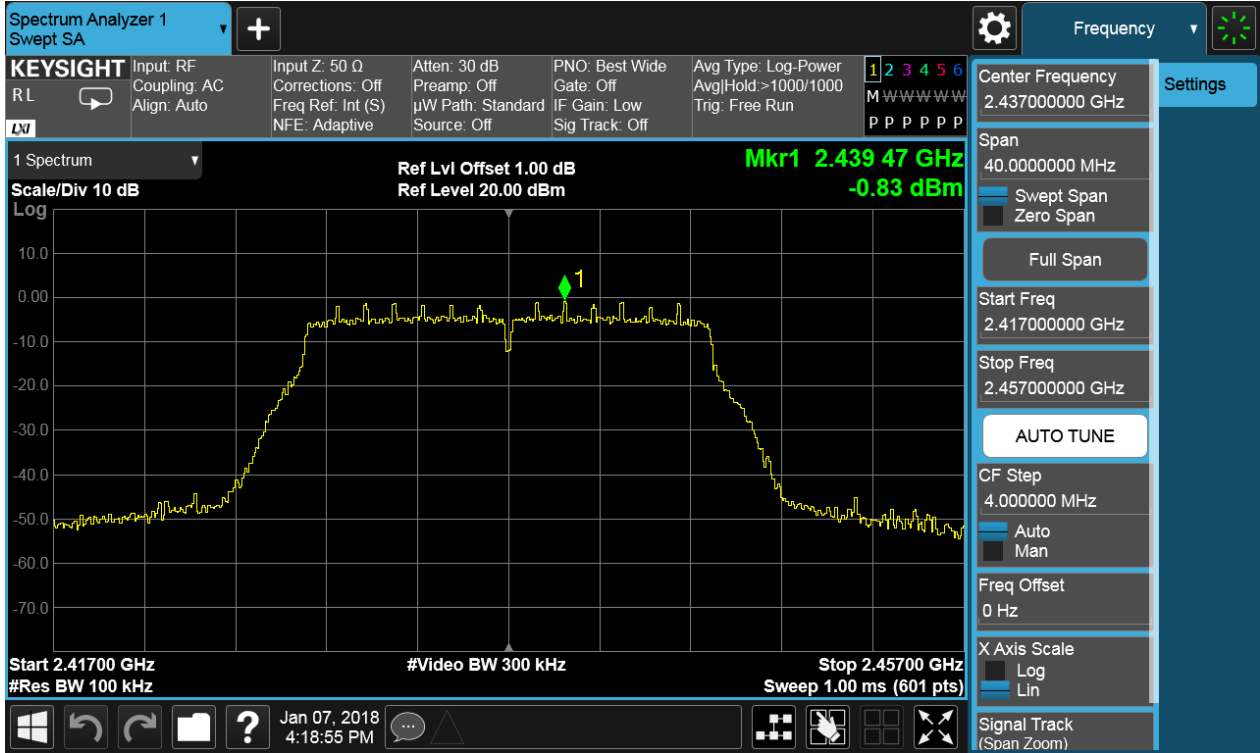 Spectrum Analyzer 1
Swept SA
+
Frequency
KEYSIGHT
RL
LXI
Input: RF
Coupling: AC
Align: Auto
Input Z: 50 Ω
Corrections: Off
Freq Ref: Int (S)
NFE: Adaptive
Atten: 30 dB
Preamp: Off
µW Path: Standard
Source: Off
PNO: Best Wide
Gate: Off
IF Gain: Low
Sig Track: Off
Avg Type: Log-Power
Avg|Hold:>1000/1000
Trig: Free Run
1 2 3 4 5 6
M W W W W W
P P P P P P
1 Spectrum
Scale/Div 10 dB
Log
Ref Lvl Offset 1.00 dB
Ref Level 20.00 dBm
Mkr1 2.439 47 GHz
-0.83 dBm
10.0
0.00
-10.0
-20.0
-30.0
-40.0
-50.0
-60.0
-70.0
1
Start 2.41700 GHz
#Res BW 100 kHz
#Video BW 300 kHz
Stop 2.45700 GHz
Sweep 1.00 ms (601 pts)
Center Frequency
2.437000000 GHz
Span
40.0000000 MHz
Swept Span
Zero Span
Full Span
Start Freq
2.417000000 GHz
Stop Freq
2.457000000 GHz
AUTO TUNE
CF Step
4.000000 MHz
Auto
Man
Freq Offset
0 Hz
X Axis Scale
Log
Lin
Signal Track
(Span Zoom)
Settings
?
Jan 07, 2018
4:18:55 PM